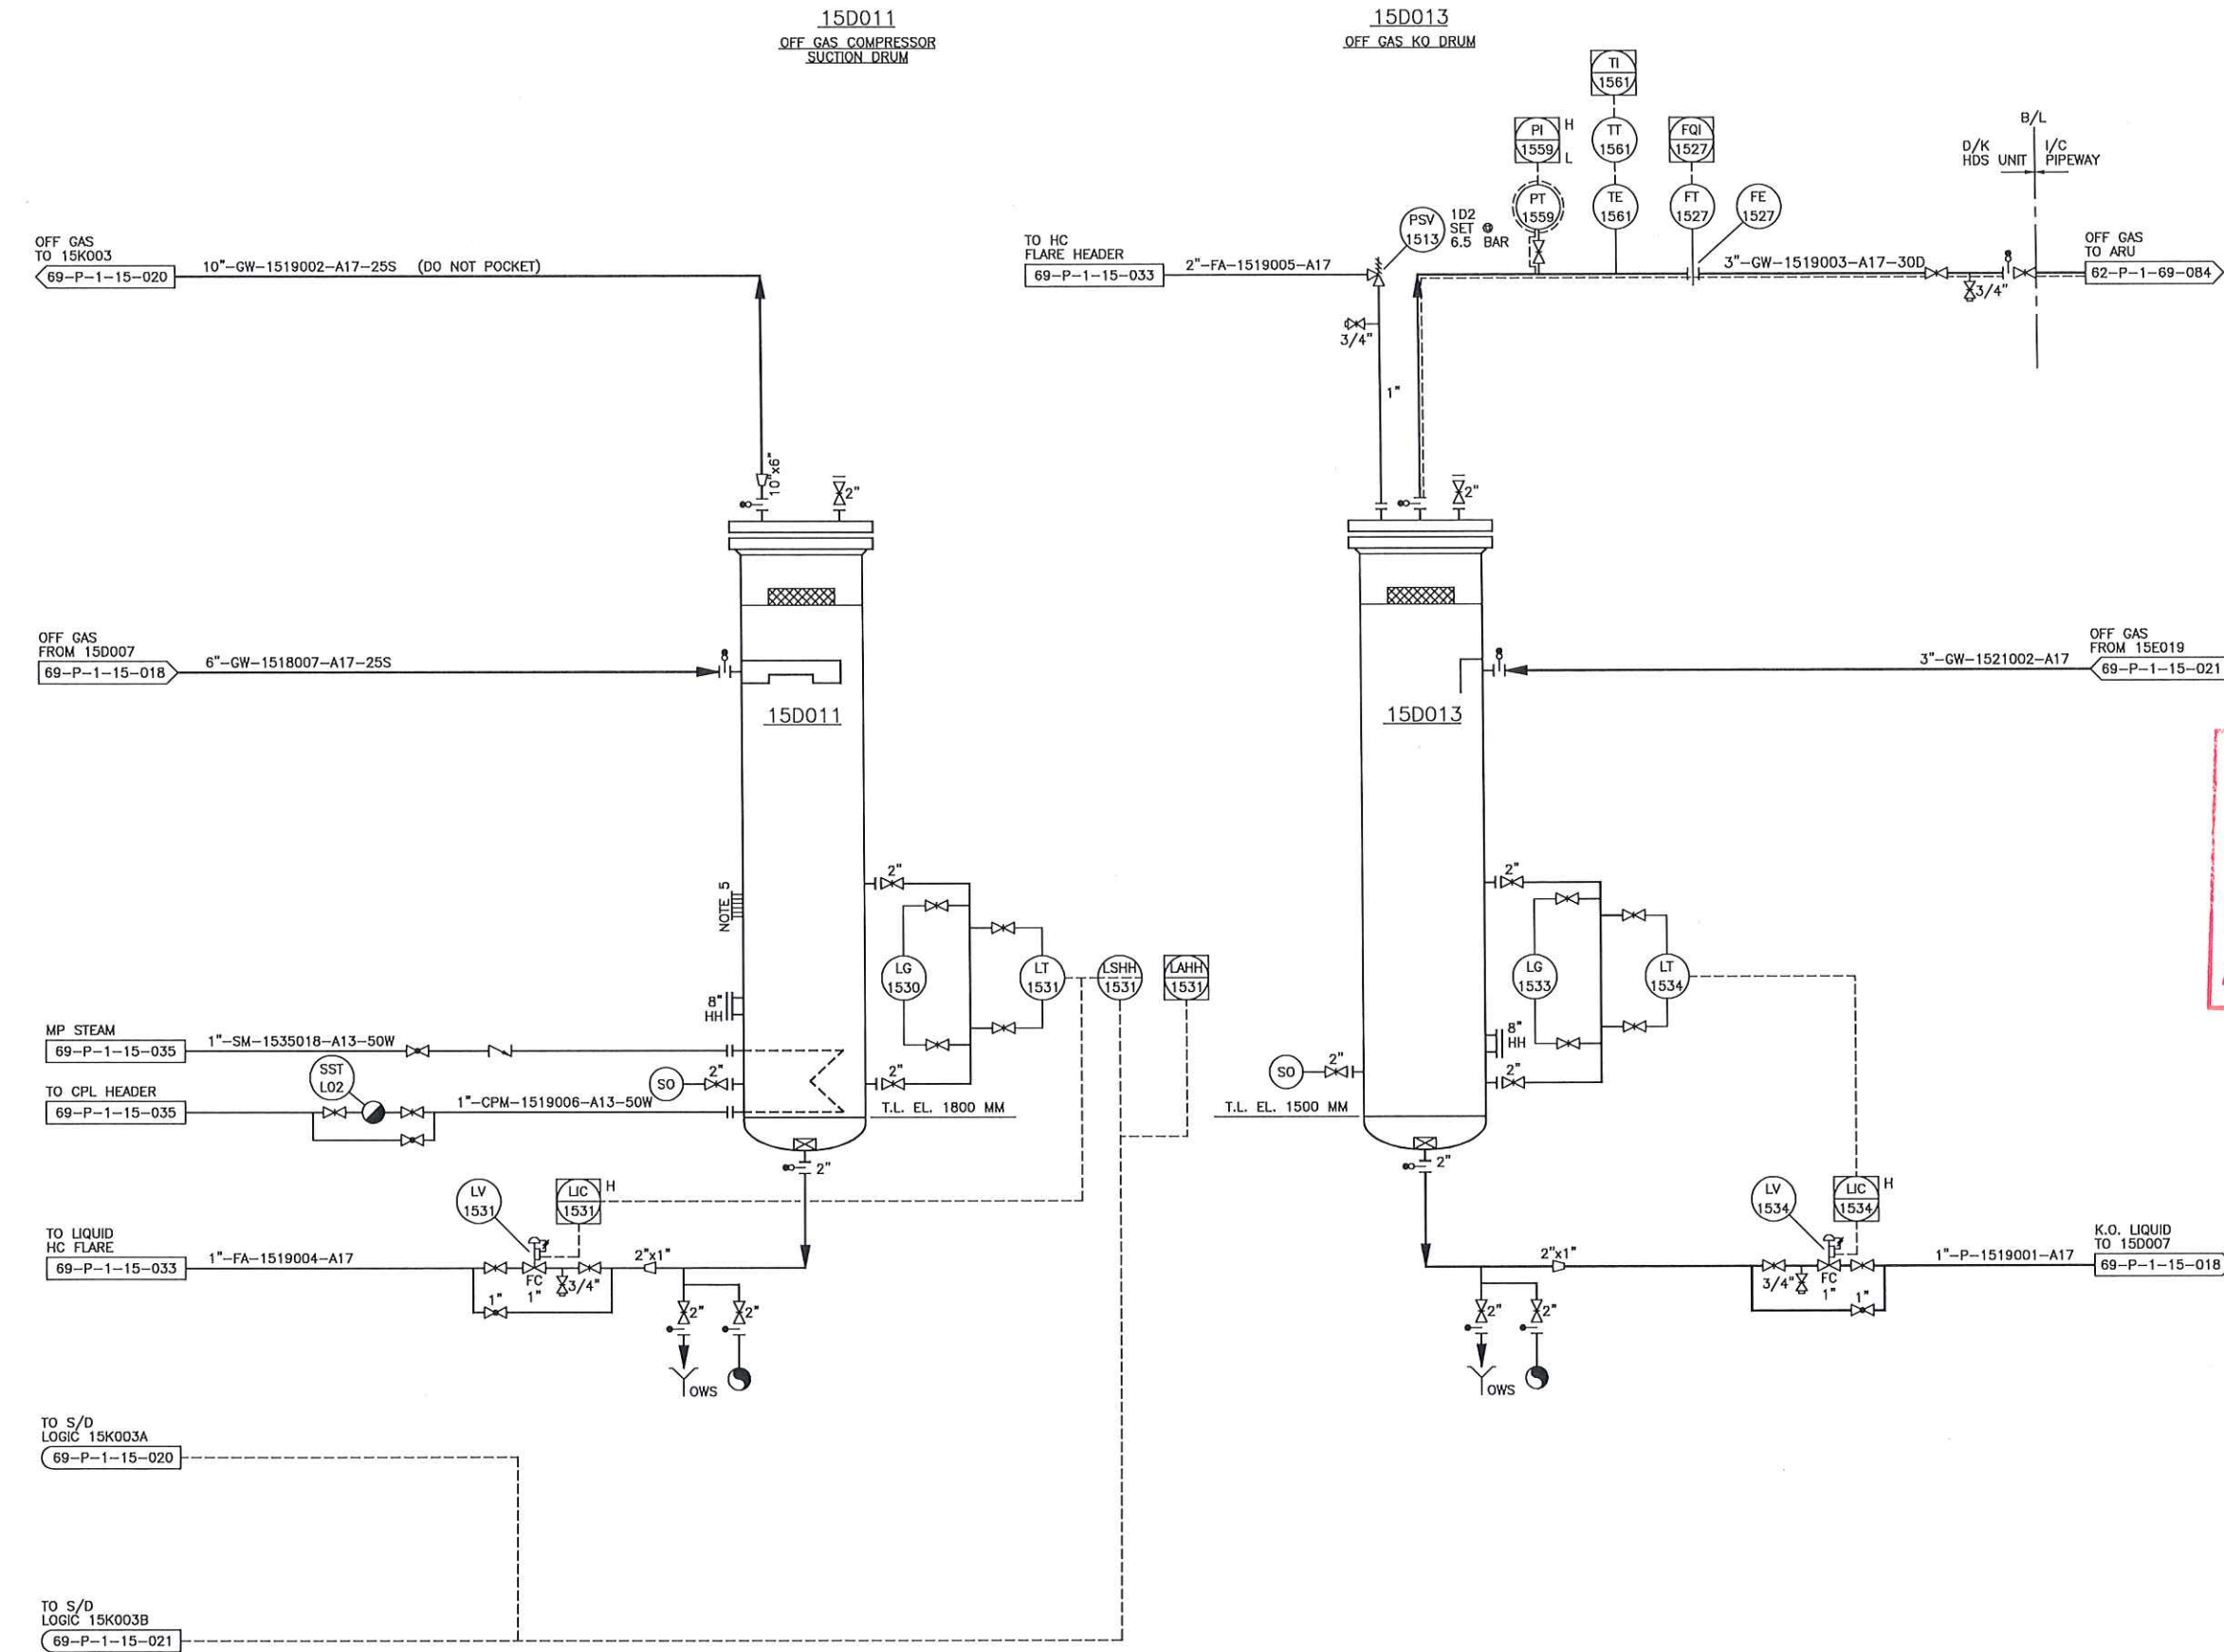 15D011
OFF GAS COMPRESSOR
SUCTION DRUM
15D013
OFF GAS KO DRUM
TI
1561
PI
1559
H
L
TT
1561
FQI
1527
B/L
D/K
HDS UNIT
I/C
PIPEWAY
PT
1559
TE
1561
FT
1527
FE
1527
PSV
1513
1D2
SET @
6.5 BAR
OFF GAS
TO 15K003
69-P-1-15-020
10"-GW-1519002-A17-25S (DO NOT POCKET)
TO HC
FLARE HEADER
69-P-1-15-033
2"-FA-1519005-A17
3"-GW-1519003-A17-30D
3/4"
OFF GAS
TO ARU
62-P-1-69-084
3/4"
1"
10"x6"
2"
2"
OFF GAS
FROM 15D007
69-P-1-15-018
6"-GW-1518007-A17-25S
15D011
15D013
3"-GW-1521002-A17
OFF GAS
FROM 15E019
69-P-1-15-021
NOTE 5
2"
LG
1530
LT
1531
LSHH
1531
LAHH
1531
8"
HH
2"
2"
LG
1533
LT
1534
8"
HH
2"
MP STEAM
69-P-1-15-035
1"-SM-1535018-A13-50W
SST
L02
SO
2"
TO CPL HEADER
69-P-1-15-035
1"-CPM-1519006-A13-50W
T.L. EL. 1800 MM
SO
2"
T.L. EL. 1500 MM
2"
2"
LV
1531
LIC
1531
H
TO LIQUID
HC FLARE
69-P-1-15-033
1"-FA-1519004-A17
FC
1"
3/4"
1"
2"x1"
2"
2"
OWS
LV
1534
LIC
1534
H
2"x1"
3/4"
FC
1"
1"
1"-P-1519001-A17
K.O. LIQUID
TO 15D007
69-P-1-15-018
2"
2"
OWS
TO S/D
LOGIC 15K003A
69-P-1-15-020
TO S/D
LOGIC 15K003B
69-P-1-15-021